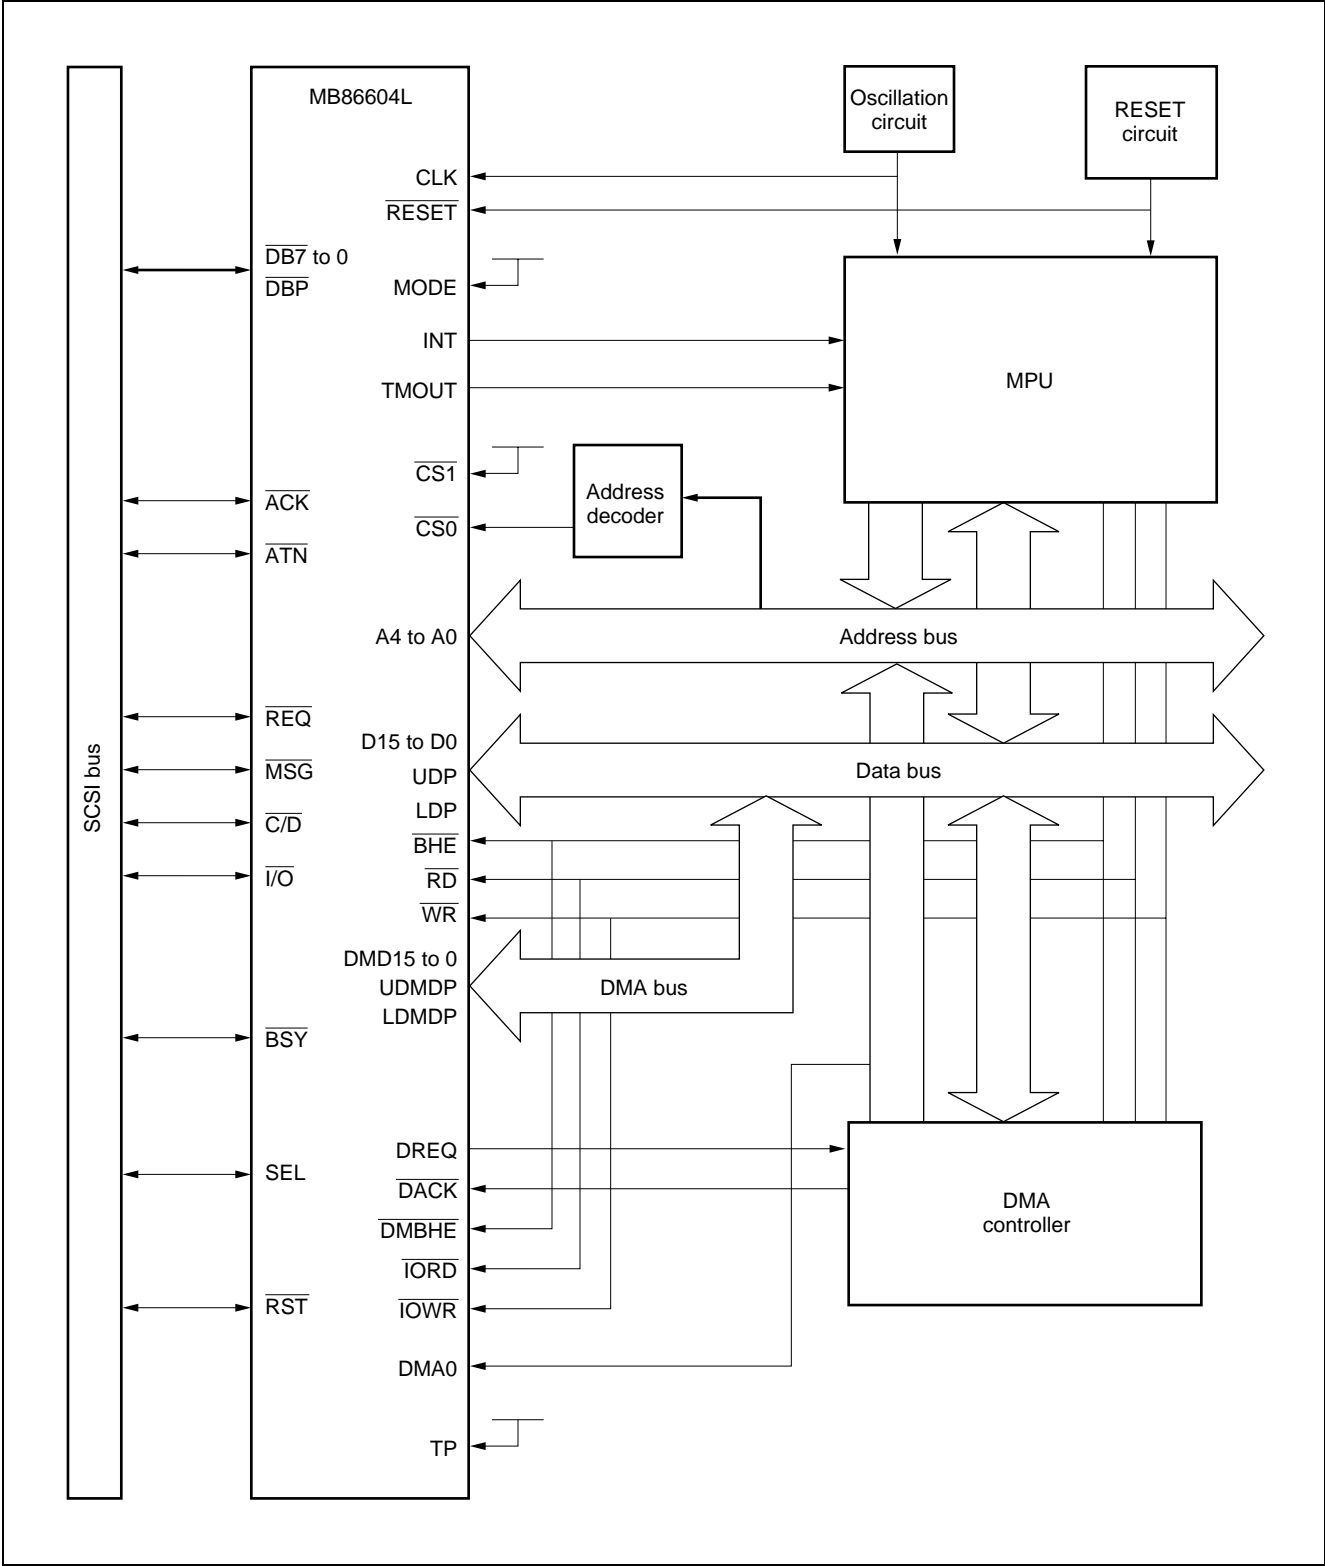 MB86604L
Oscillation
circuit
RESET
circuit
CLK
RESET
DB7 to 0
DBP
MODE
INT
TMOUT
MPU
CS1
CS0
Address
decoder
ACK
ATN
A4 to A0
Address bus
SCSI bus
REQ
MSG
C/D
I/O
D15 to D0
UDP
LDP
Data bus
BHE
RD
WR
DMD15 to 0
UDMDP
LDMDP
DMA bus
BSY
DREQ
SEL
DACK
DMBHE
IORD
IOWR
DMA
controller
RST
DMA0
TP